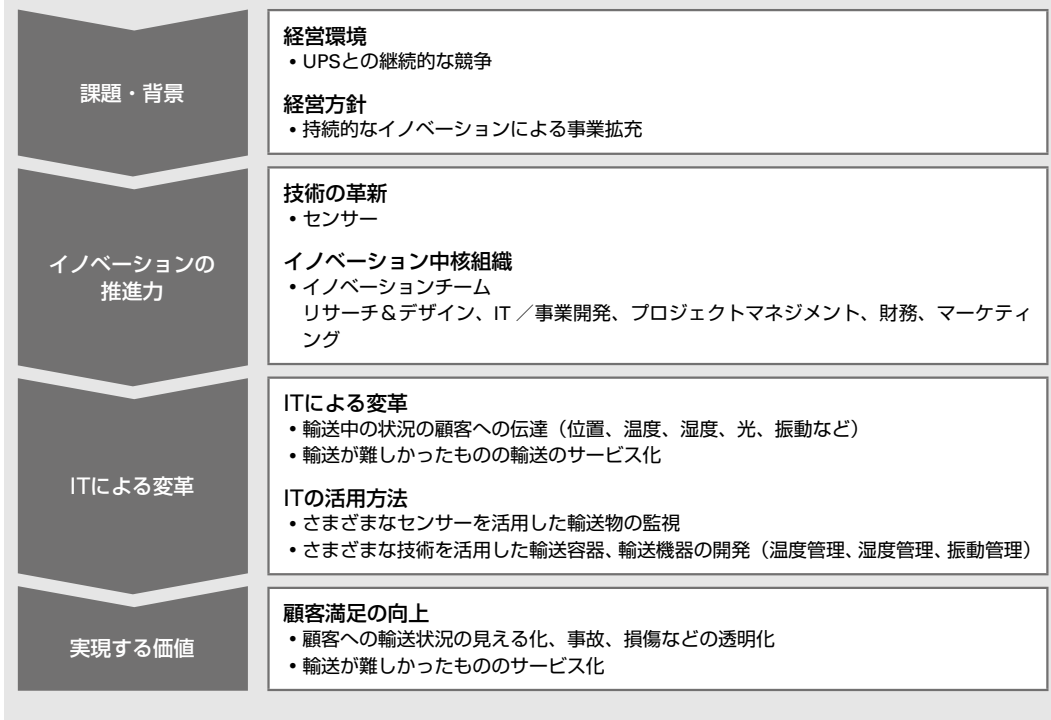 課題・背景
経営環境
• UPSとの継続的な競争
経営方針
• 持続的なイノベーションによる事業拡充
イノベーションの
推進力
技術の革新
• センサー
イノベーション中核組織
• イノベーションチーム
リサーチ＆デザイン、IT ／事業開発、プロジェクトマネジメント、財務、マーケティ
ング
ITによる変革
ITによる変革
• 輸送中の状況の顧客への伝達（位置、温度、湿度、光、振動など）
• 輸送が難しかったものの輸送のサービス化
ITの活用方法
• さまざまなセンサーを活用した輸送物の監視
• さまざまな技術を活用した輸送容器、輸送機器の開発（温度管理、湿度管理、振動管理）
実現する価値
顧客満足の向上
• 顧客への輸送状況の見える化、事故、損傷などの透明化
• 輸送が難しかったもののサービス化